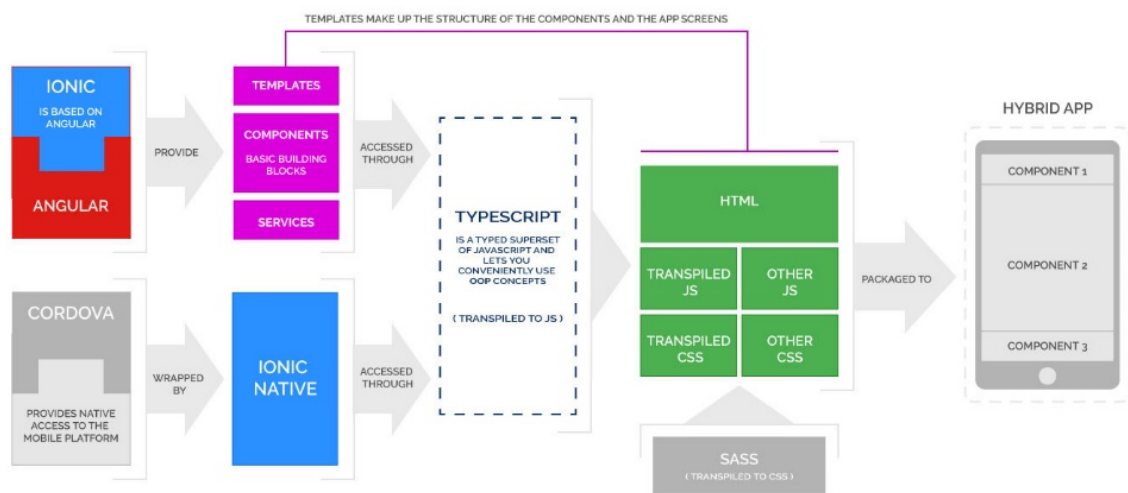 TEMPLATES MAKE UP THE STRUCTURE OF THE COMPONENTS AND THE APP SCREENS
IONIC
IS BASED ON
ANGULAR
ANGULAR
PROVIDE
TEMPLATES
COMPONENTS
BASIC BUILDING
BLOCKS
SERVICES
ACCESSED
THROUGH
CORDOVA
PROVIDES NATIVE
ACCESS TO THE
MOBILE PLATFORM
WRAPPED
BY
IONIC
NATIVE
ACCESSED
THROUGH
TYPESCRIPT
IS A TYPED SUPERSET
OF JAVASCRIPT AND
LETS YOU
CONVENIENTLY USE
OOP CONCEPTS
( TRANSPILED TO JS )
HTML
TRANSPILED
JS
OTHER
JS
TRANSPILED
CSS
OTHER
CSS
SASS
( TRANSPILED TO CSS )
PACKAGED TO
HYBRID APP
COMPONENT 1
COMPONENT 2
COMPONENT 3